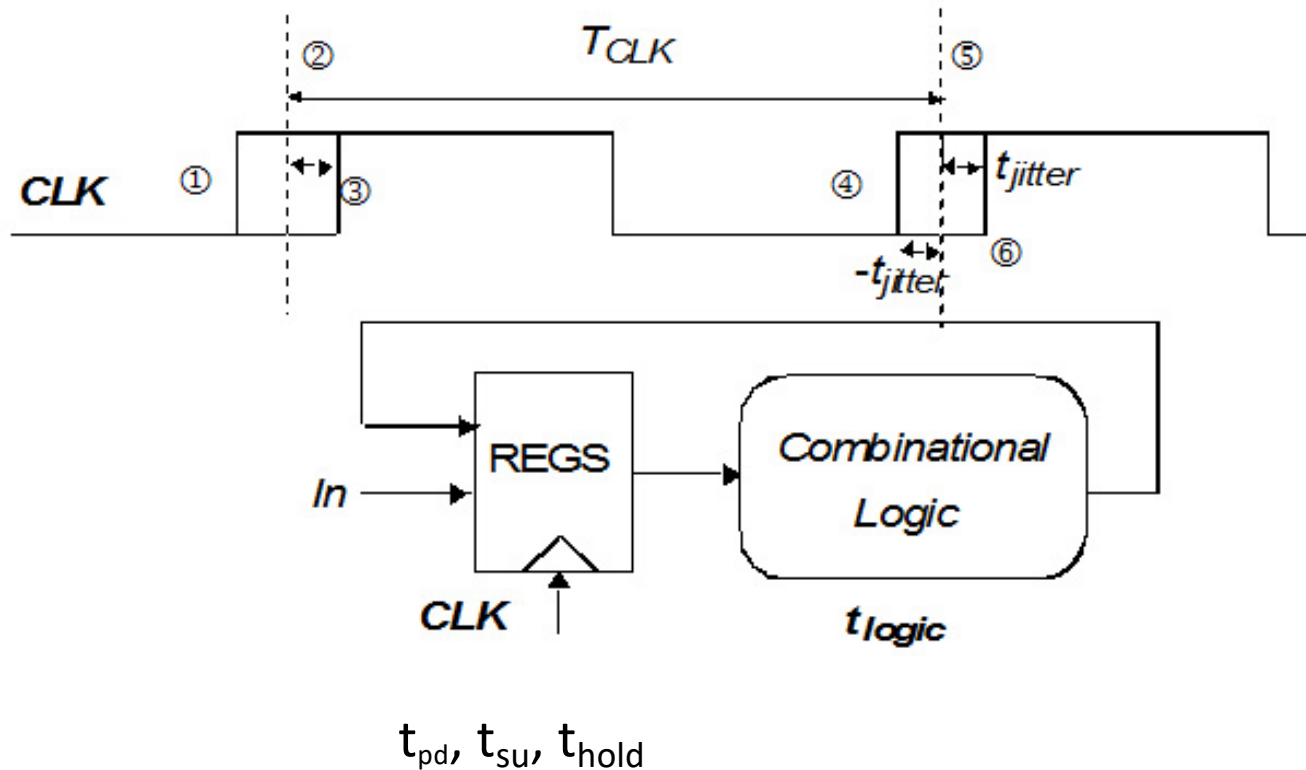 ② T_CLK ⑤
① CLK ③ ④ t_jitter
-t_jitter ⑥
REGS
Combinational
Logic
In
CLK
t_logic
t_pd, t_su, t_hold